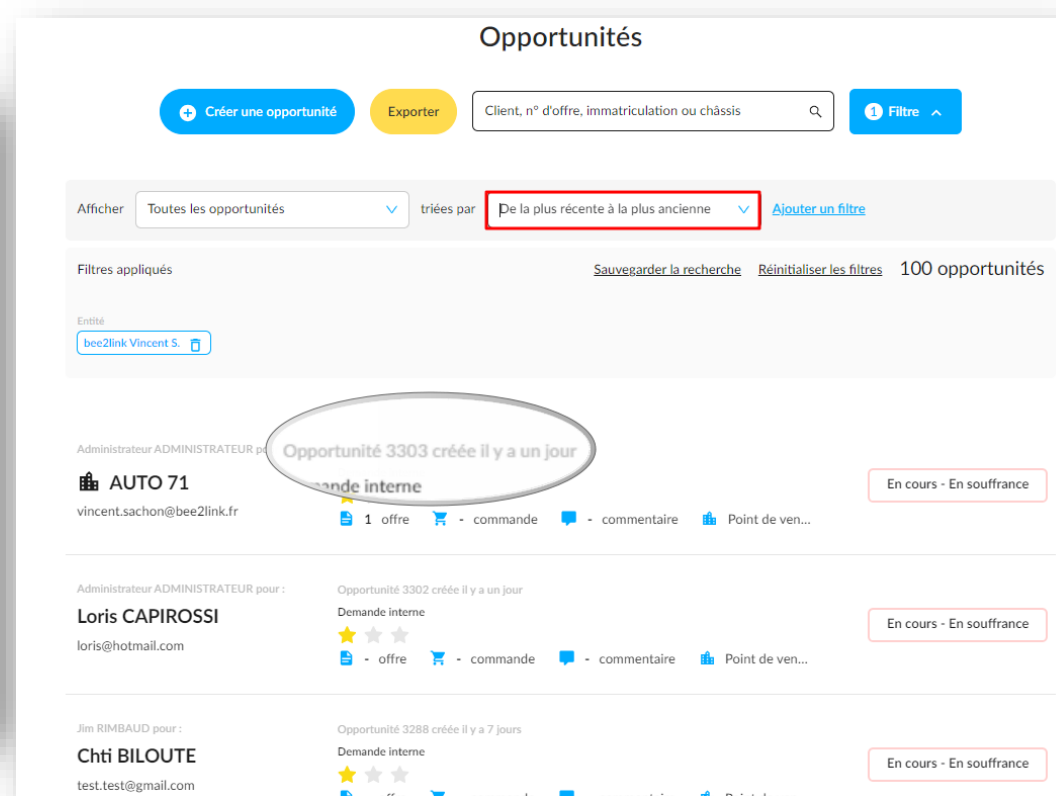 Opportunités
Créer une opportunité
Exporter
Client, n° d'offre, immatriculation ou châssis
1 Filtre
Afficher Toutes les opportunités triées par De la plus récente à la plus ancienne Ajouter un filtre
Filtres appliqués Sauvegarder la recherche Réinitialiser les filtres 100 opportunités
Entité
bee2link Vincent S.
Administrateur ADMINISTRATEUR Opportunité 3303 créée il y a un jour
interne
AUTO 71 En cours - En souffrance
vincent.sachon@bee2link.fr
1 offre - commande - commentaire Point de ven...
Administrateur ADMINISTRATEUR pour : Opportunité 3302 créée il y a un jour
Loris CAPIROSSI Demande interne En cours - En souffrance
loris@hotmail.com
- offre - commande - commentaire Point de ven...
Jim RIMBAUD pour : Opportunité 3288 créée il y a 7 jours
Chti BILOUTE Demande interne En cours - En souffrance
test.test@gmail.com